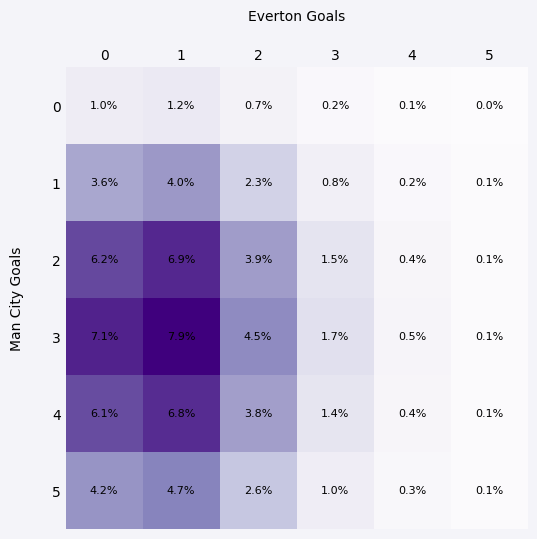 Everton Goals
0 1 2 3 4 5
0 1.0% 1.2% 0.7% 0.2% 0.1% 0.0%
1 3.6% 4.0% 2.3% 0.8% 0.2% 0.1%
2 6.2% 6.9% 3.9% 1.5% 0.4% 0.1%
Man City Goals
3 7.1% 7.9% 4.5% 1.7% 0.5% 0.1%
4 6.1% 6.8% 3.8% 1.4% 0.4% 0.1%
5 4.2% 4.7% 2.6% 1.0% 0.3% 0.1%